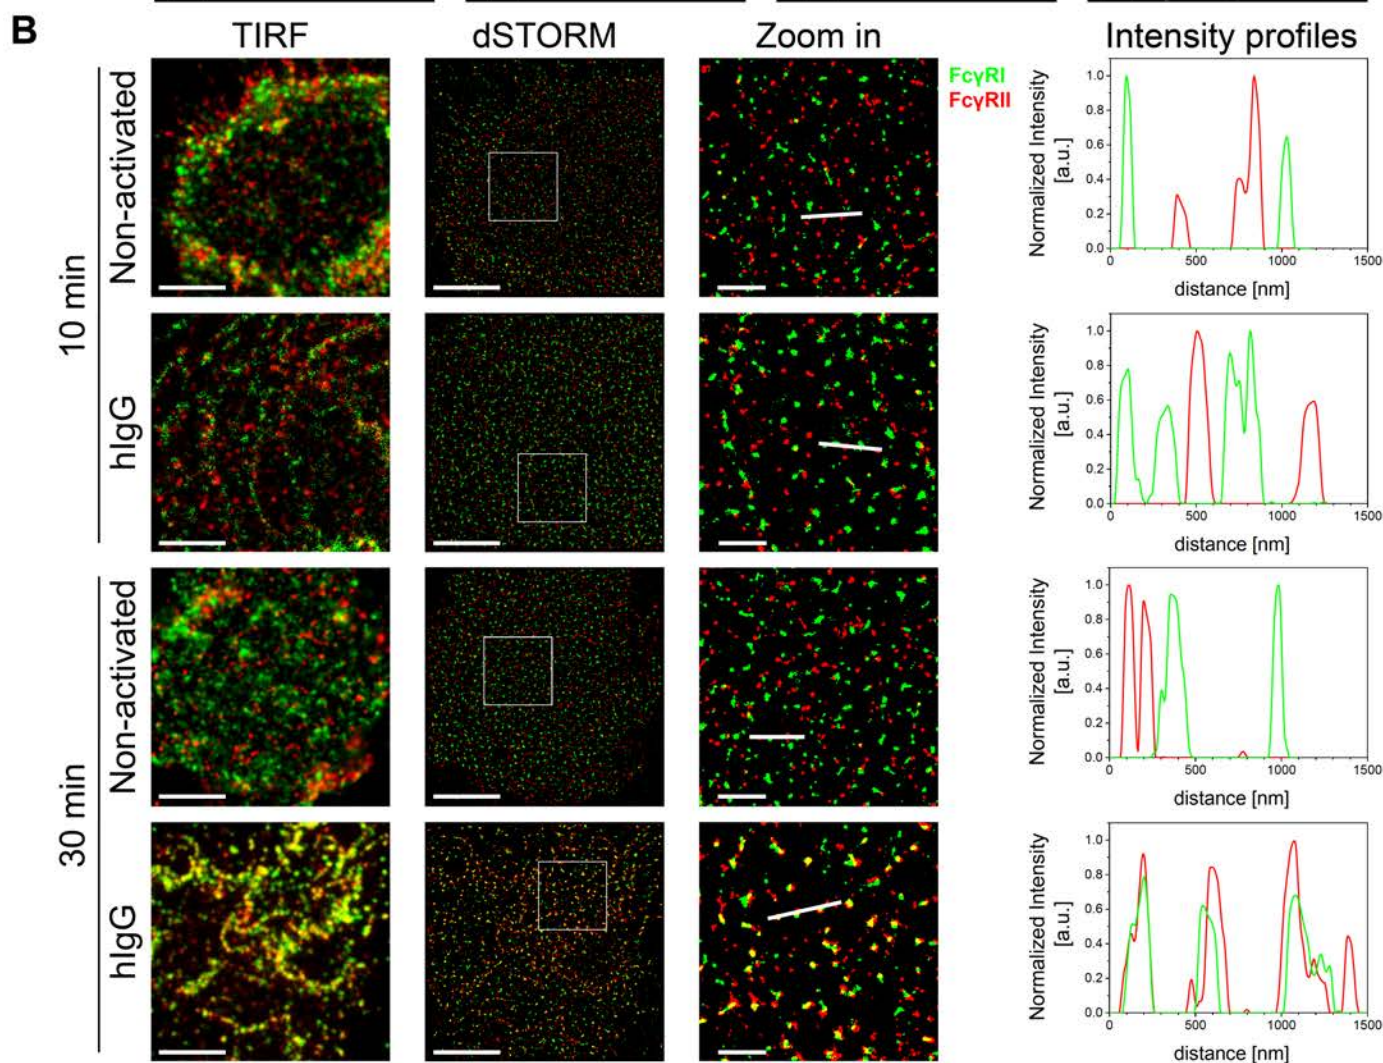 B
TIRF
dSTORM
Zoom in
Intensity profiles
10 min
Non-activated
FcγRI
FcγRII
Normalized Intensity
[a.u.]
1.0
0.8
0.6
0.4
0.2
0.0
0
500
1000
1500
distance [nm]
hIgG
Normalized Intensity
[a.u.]
1.0
0.8
0.6
0.4
0.2
0.0
0
500
1000
1500
distance [nm]
30 min
Non-activated
Normalized Intensity
[a.u.]
1.0
0.8
0.6
0.4
0.2
0.0
0
500
1000
1500
distance [nm]
hIgG
Normalized Intensity
[a.u.]
1.0
0.8
0.6
0.4
0.2
0.0
0
500
1000
1500
distance [nm]